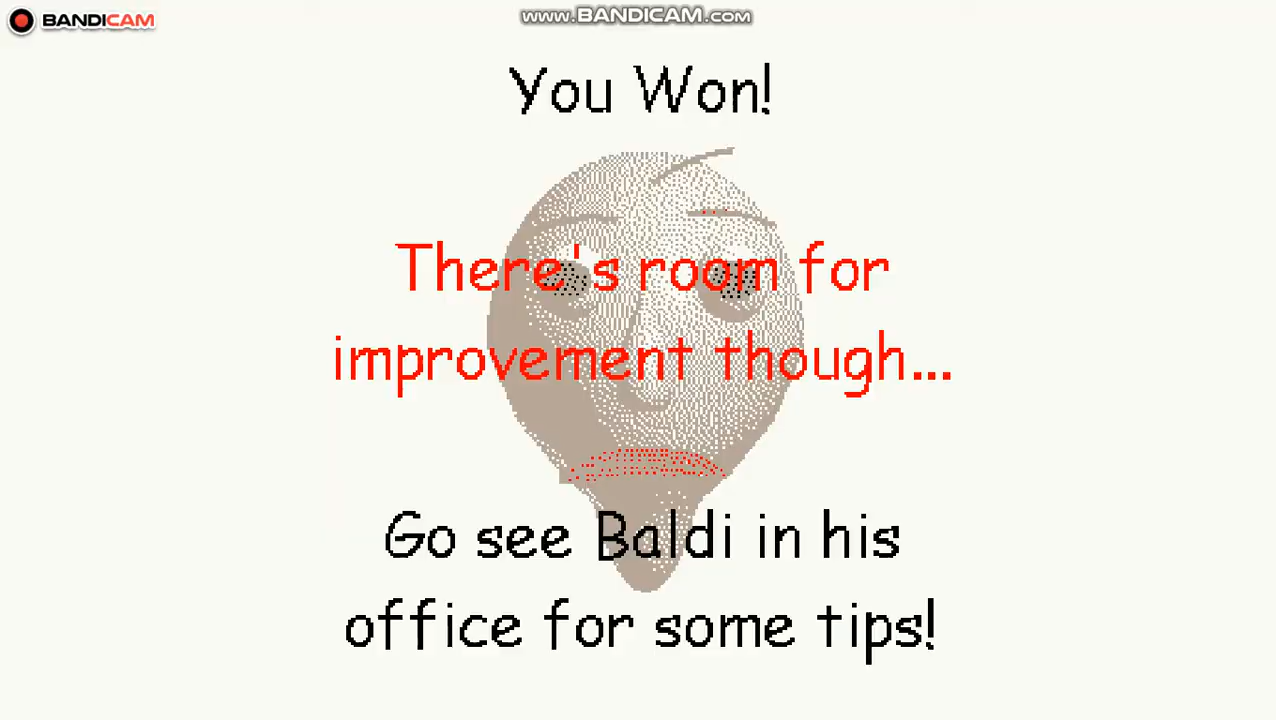 BANDICAM
www.BANDICAM.com
You Won!
There's room for
improvement though...
Go see Baldi in his
office for some tips!